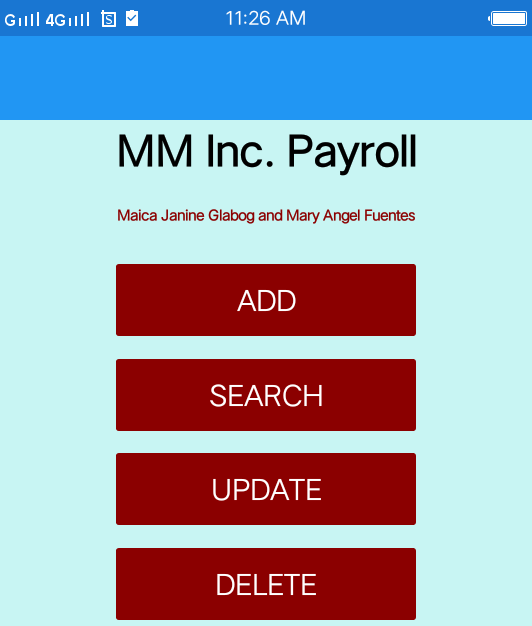 G 4G S 11:26 AM
MM Inc. Payroll
Maica Janine Glabog and Mary Angel Fuentes
ADD
SEARCH
UPDATE
DELETE